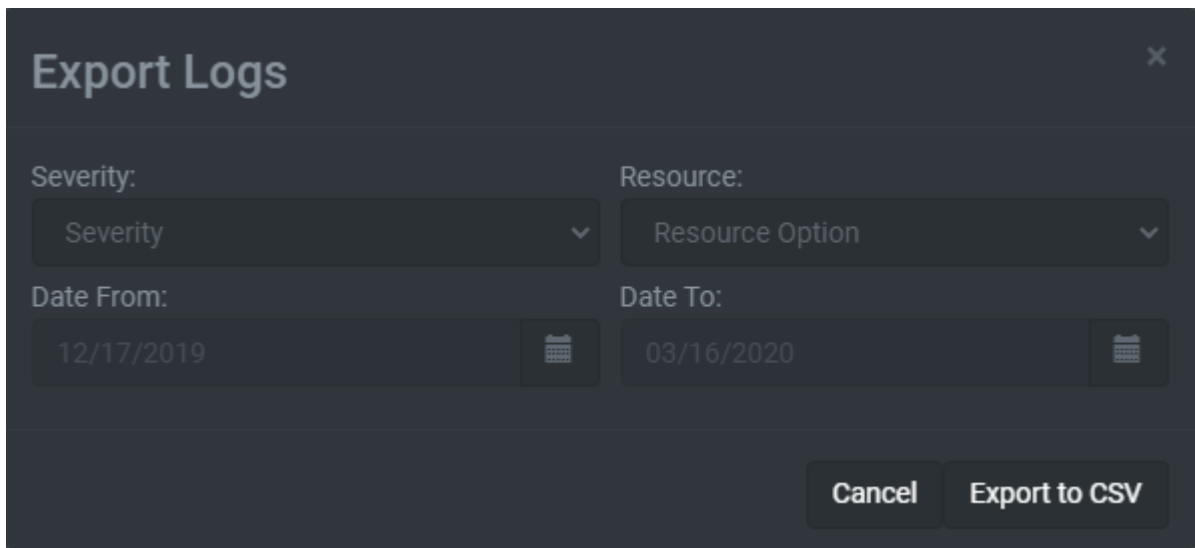 Export Logs ×
Severity: Resource:
Severity Resource Option
Date From: Date To:
12/17/2019 03/16/2020
Cancel Export to CSV